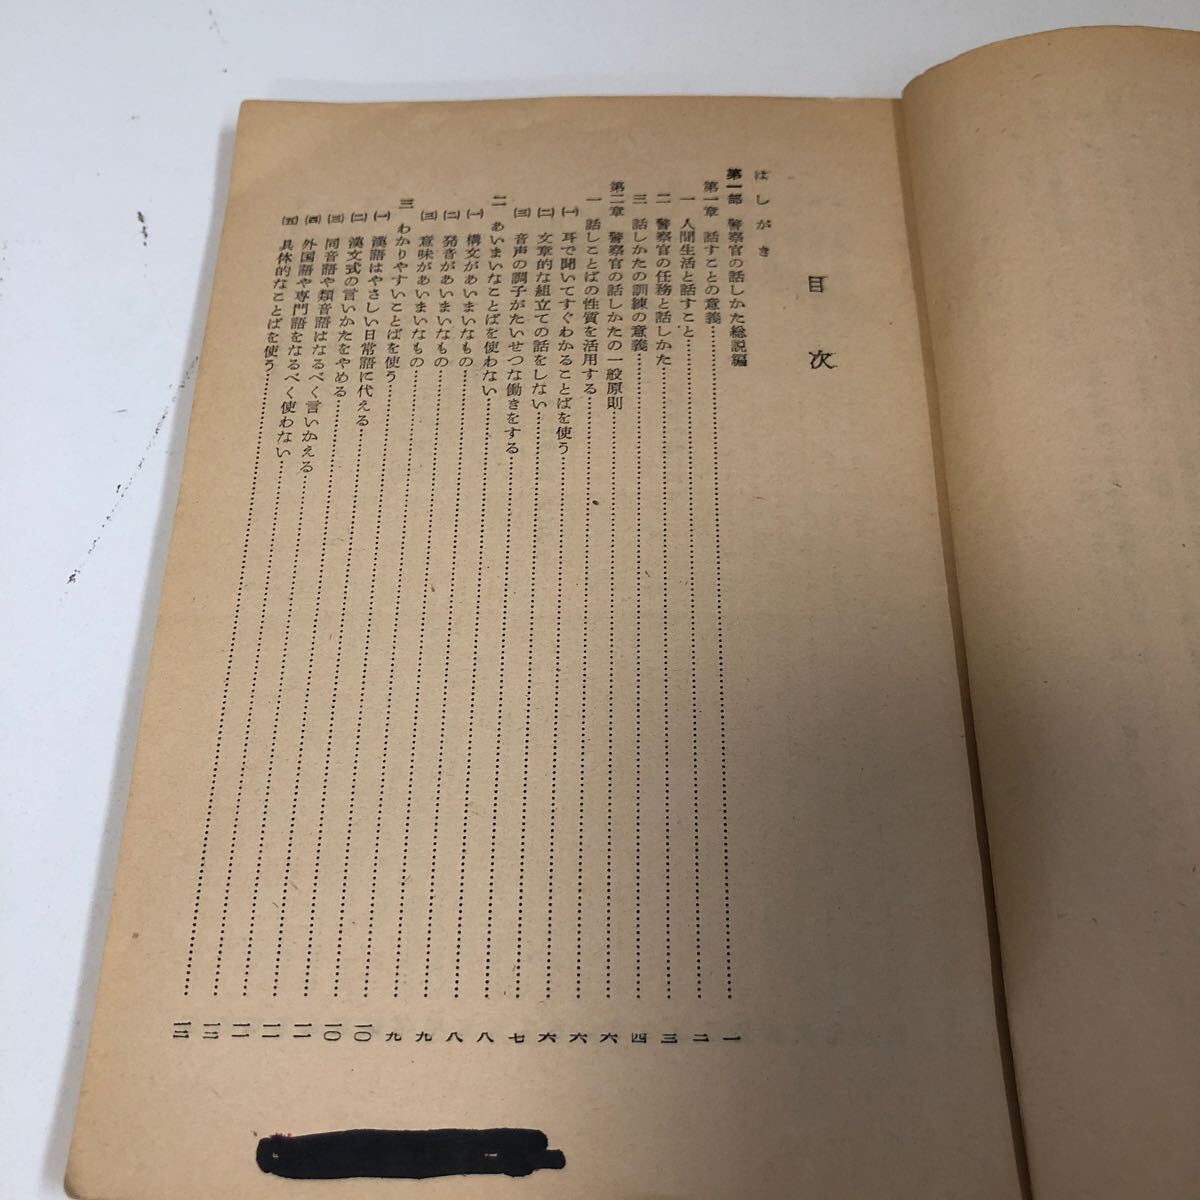 目次
はしがき
第一部 警察官の話しかた総説編
第一章 話すことの意義……一
一 人間生活と話すこと……二
二 警察官の任務と話しかた……三
三 話しかたの訓練の意義……四
第二章 警察官の話しかたの一般原則……六
一 話しことばの性質を活用する……六
㈠ 耳で聞いてすぐわかることばを使う……六
㈡ 文章的な組立ての話をしない……七
㈢ 音声の調子がたいせつな働きをする……八
二 あいまいなことばを使わない……八
㈠ 構文があいまいなもの……九
㈡ 発音があいまいなもの……九
㈢ 意味があいまいなもの……一〇
三 わかりやすいことばを使う……一〇
㈠ 漢語はやさしい日常語に代える……一一
㈡ 漢文式の言いかたをやめる……一一
㈢ 同音語や類音語はなるべく言いかえる……一一
㈣ 外国語や専門語をなるべく使わない……一二
㈤ 具体的なことばを使う……一三